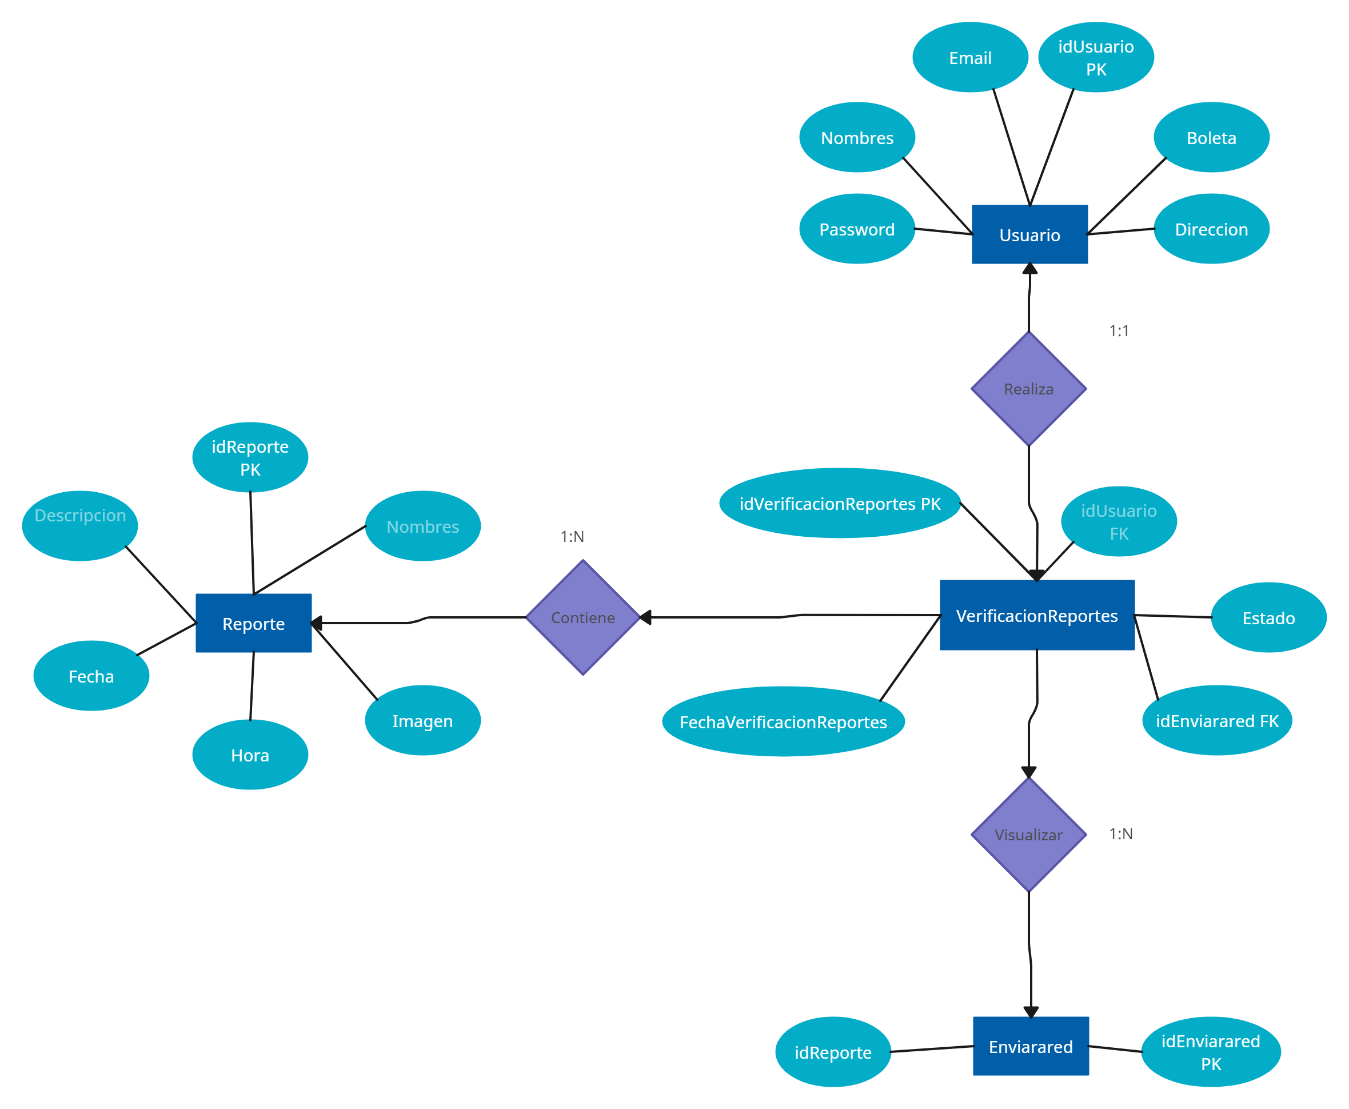 Email
idUsuario
PK
Nombres
Boleta
Password
Usuario
Direccion
1:1
Realiza
idReporte
PK
Descripcion
Nombres
idVerificacionReportes PK
idUsuario
FK
1:N
Reporte
Contiene
VerificacionReportes
Estado
Fecha
Imagen
FechaVerificacionReportes
idEnviarared FK
Hora
Visualizar
1:N
idReporte
Enviarared
idEnviarared
PK